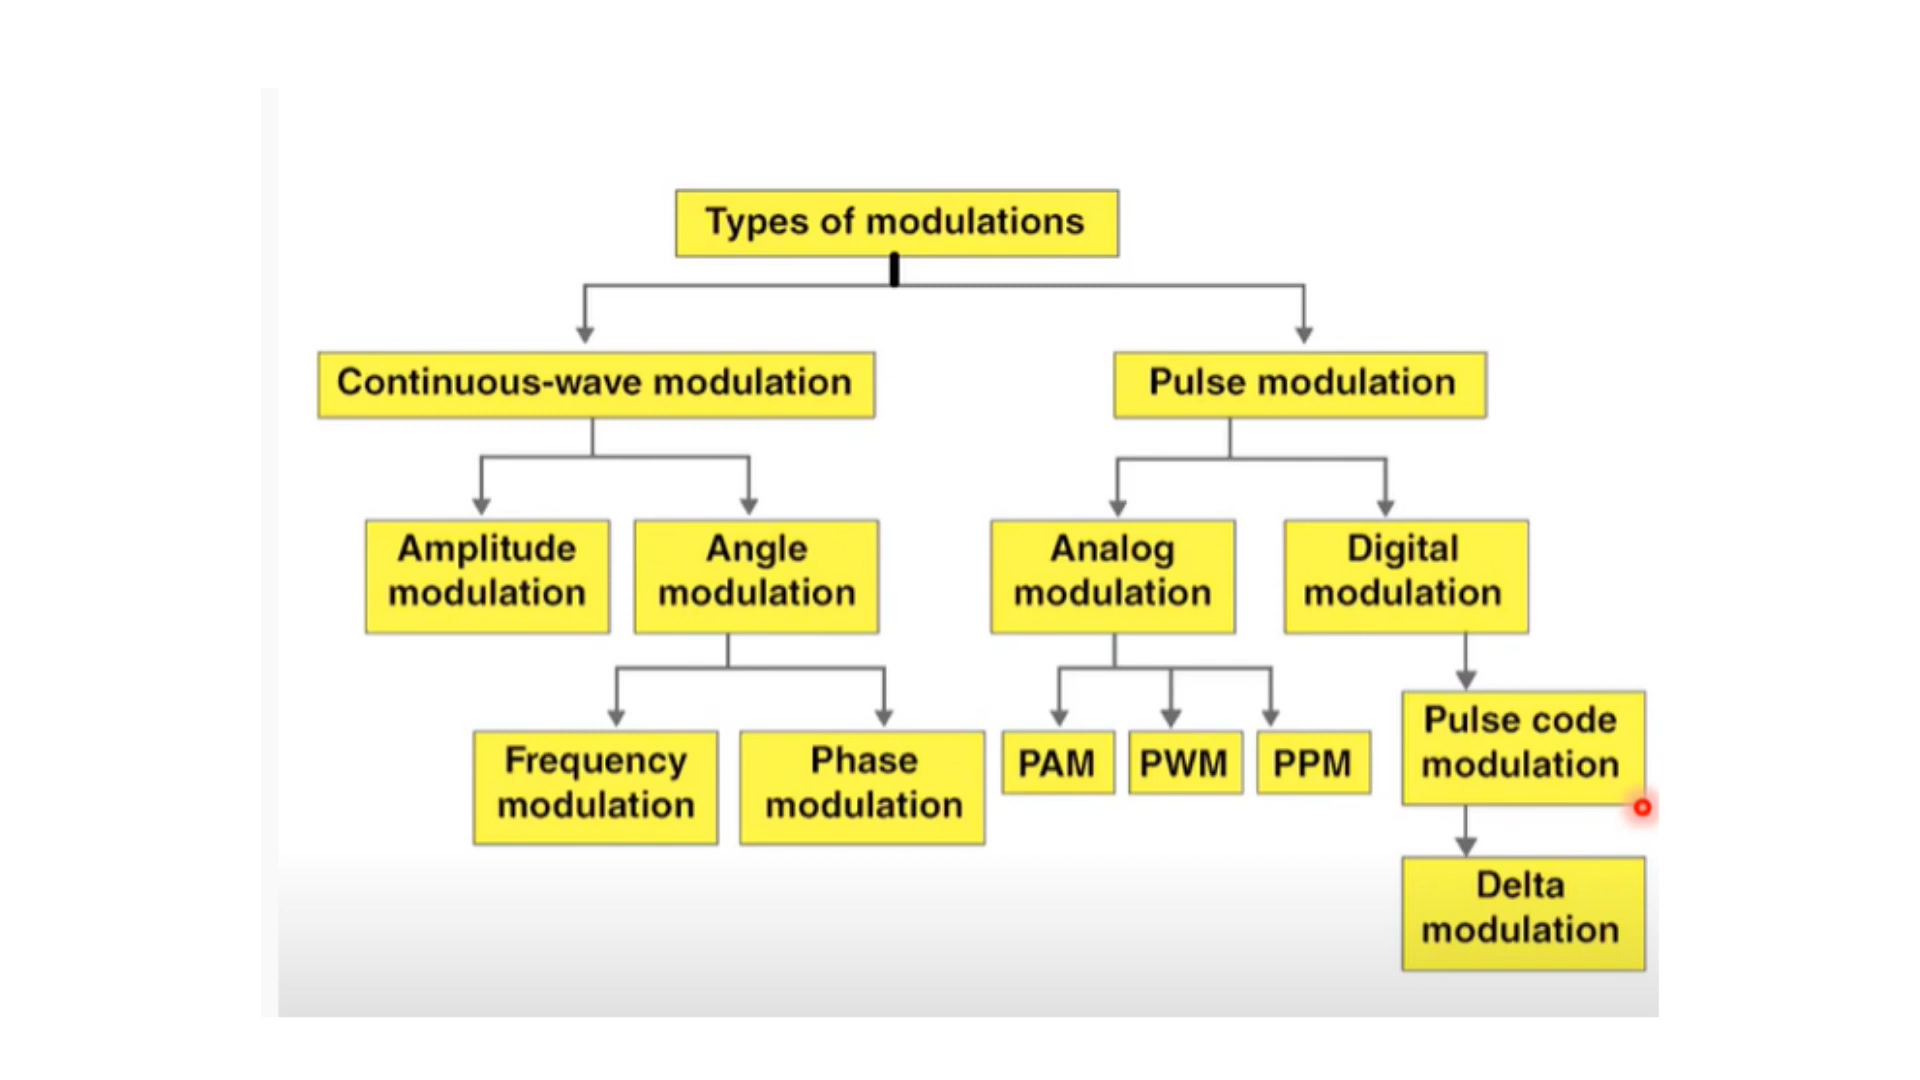 Types of modulations
Continuous-wave modulation
Pulse modulation
Amplitude
modulation
Angle
modulation
Analog
modulation
Digital
modulation
Frequency
modulation
Phase
modulation
PAM
PWM
PPM
Pulse code
modulation
Delta
modulation